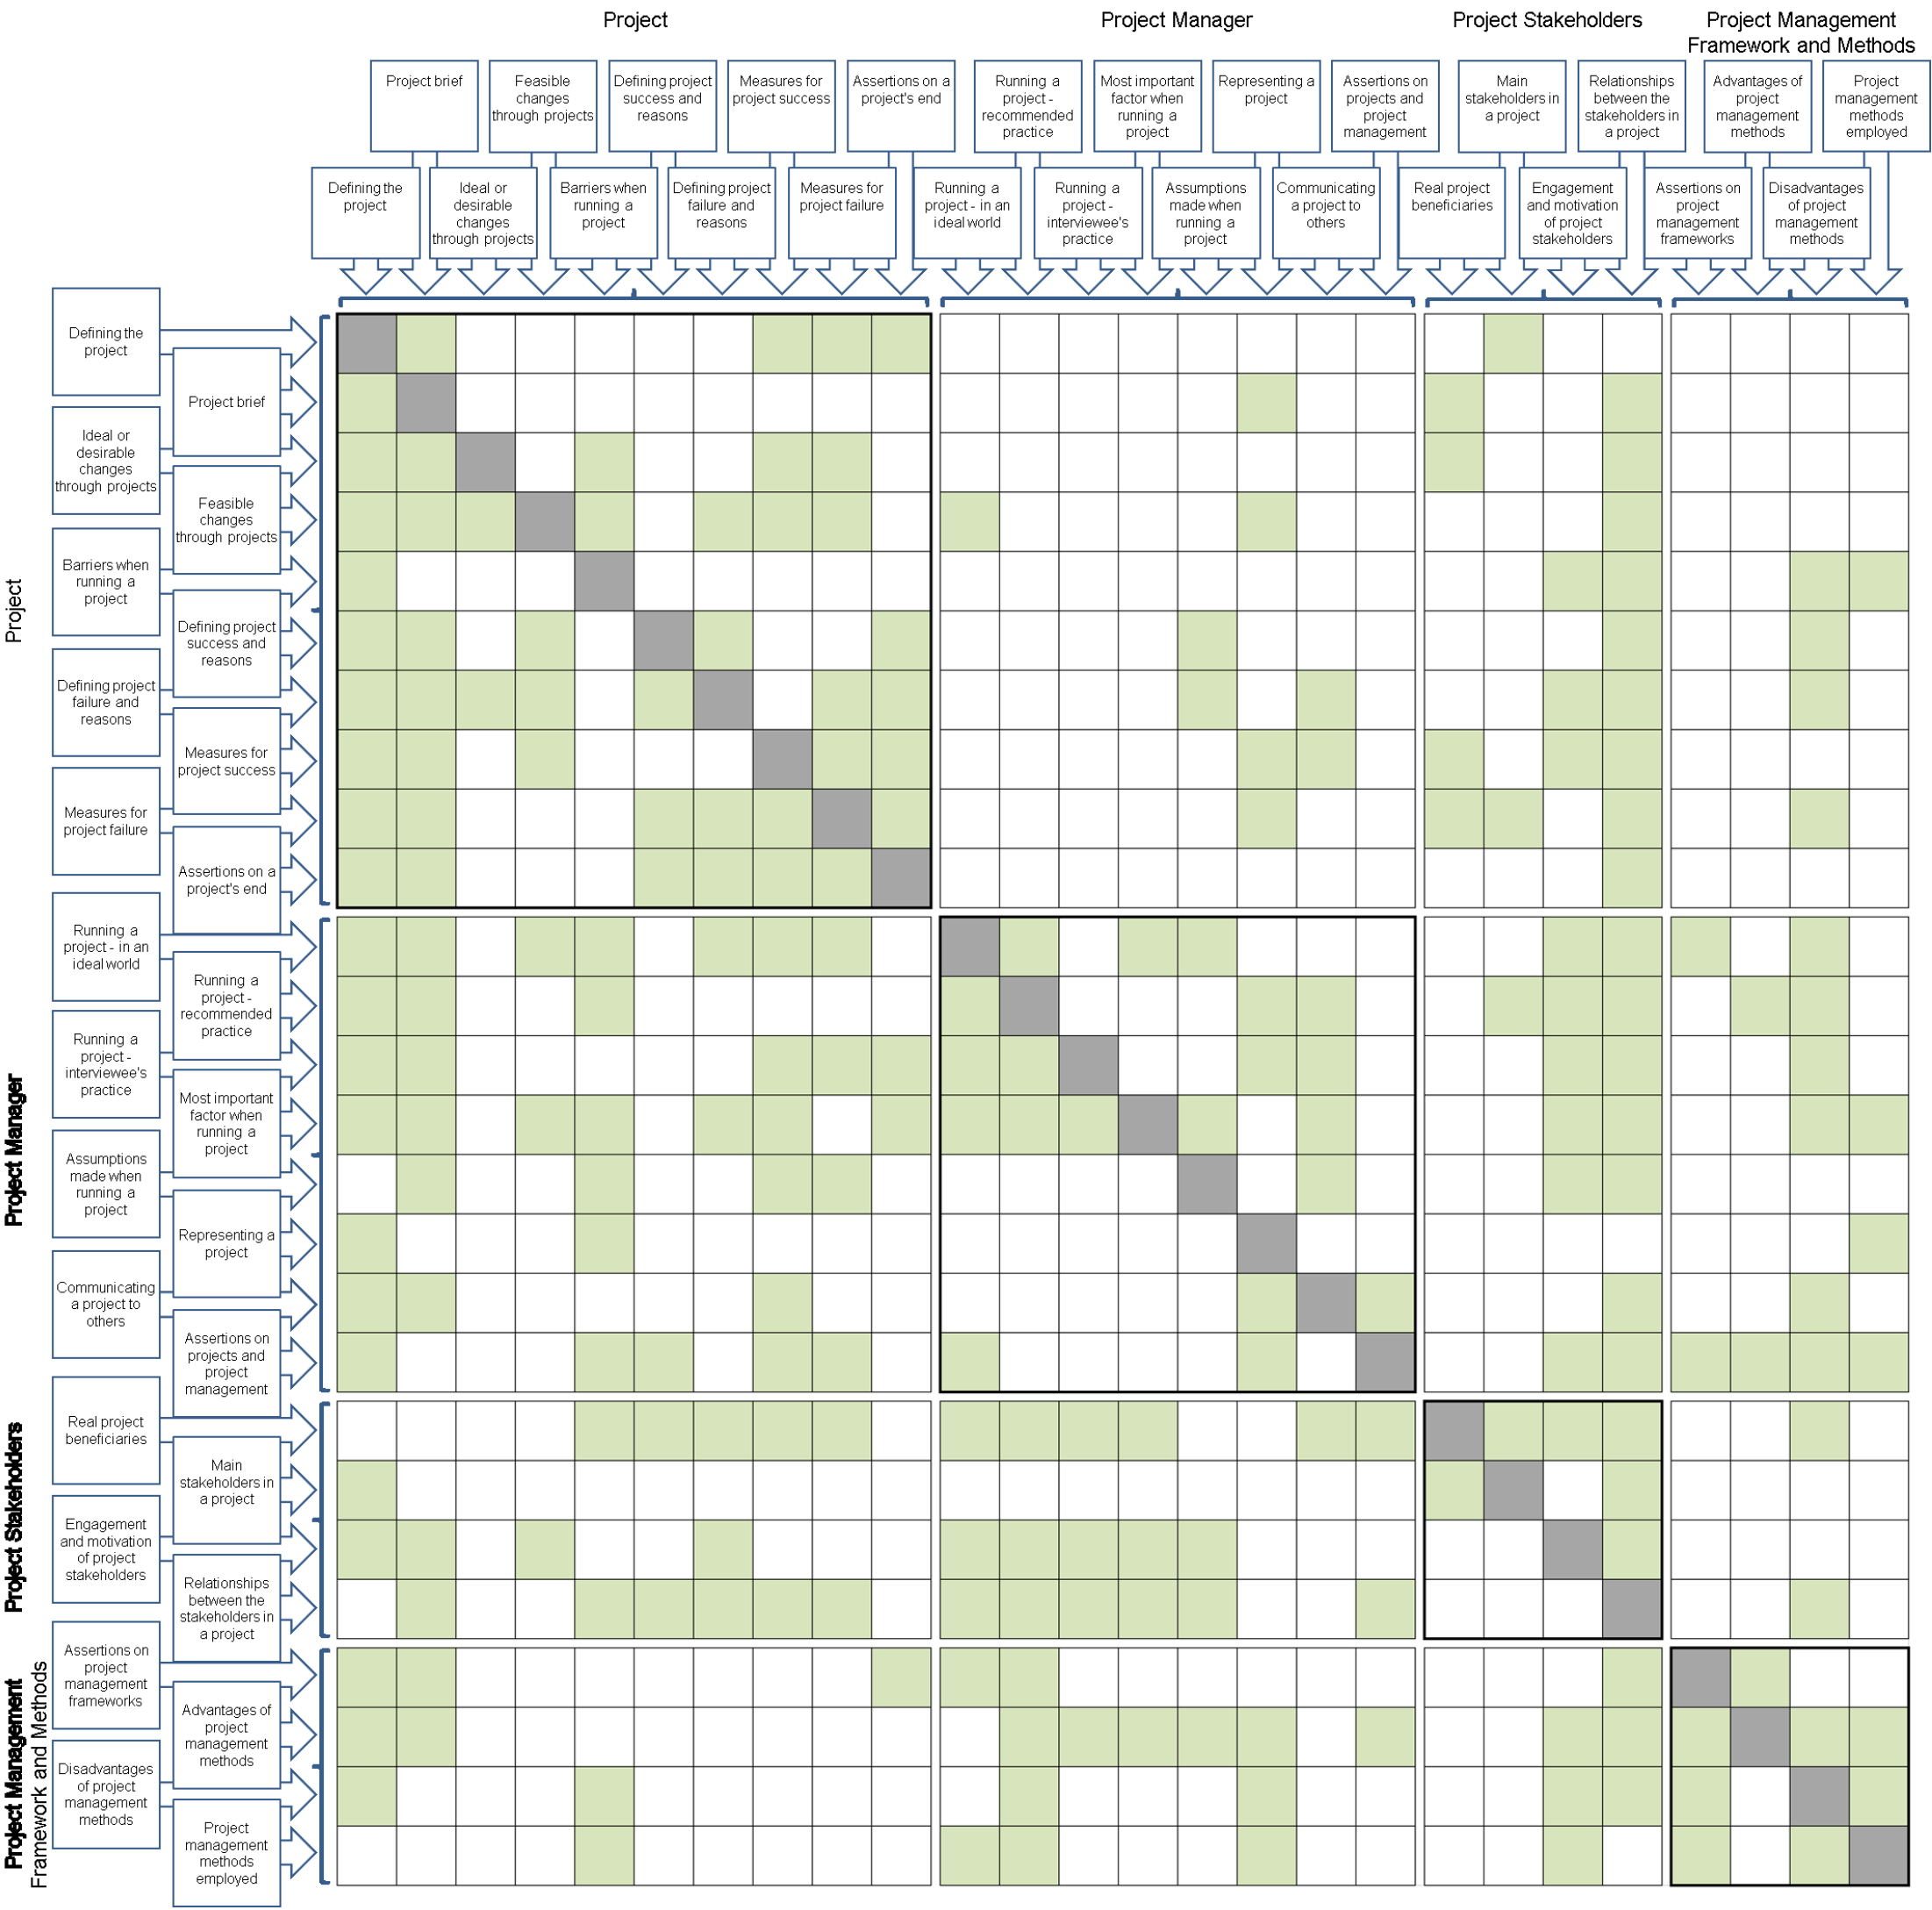 Project
Project Manager
Project Stakeholders
Project Management
Framework and Methods
Project brief
Feasible
changes
through projects
Defining project
success and
reasons
Measures for
project success
Assertions on a
project's end
Running a
project -
recommended
practice
Most important
factor when
running a
project
Representing a
project
Assertions on
projects and
project
management
Main
stakeholders in
a project
Relationships
between the
stakeholders in
a project
Advantages of
project
management
methods
Project
management
methods
employed
Defining the
project
Ideal or
desirable
changes
through projects
Barriers when
running a
project
Defining project
failure and
reasons
Measures for
project failure
Running a
project - in an
ideal world
Running a
project -
interviewee's
practice
Assumptions
made when
running a
project
Communicating
a project to
others
Real project
beneficiaries
Engagement
and motivation
of project
stakeholders
Assertions on
project
management
frameworks
Disadvantages
of project
management
methods
Project
Defining the
project
Project brief
Ideal or
desirable
changes
through projects
Feasible
changes
through projects
Barriers when
running a
project
Defining project
success and
reasons
Defining project
failure and
reasons
Measures for
project success
Measures for
project failure
Assertions on a
project's end
Project Manager
Running a
project - in an
ideal world
Running a
project -
recommended
practice
Running a
project -
interviewee's
practice
Most important
factor when
running a
project
Assumptions
made when
running a
project
Representing a
project
Communicating
a project to
others
Assertions on
projects and
project
management
Project Stakeholders
Real project
beneficiaries
Main
stakeholders in
a project
Engagement
and motivation
of project
stakeholders
Relationships
between the
stakeholders in
a project
Project Management
Framework and Methods
Assertions on
project
management
frameworks
Advantages of
project
management
methods
Disadvantages
of project
management
methods
Project
management
methods
employed